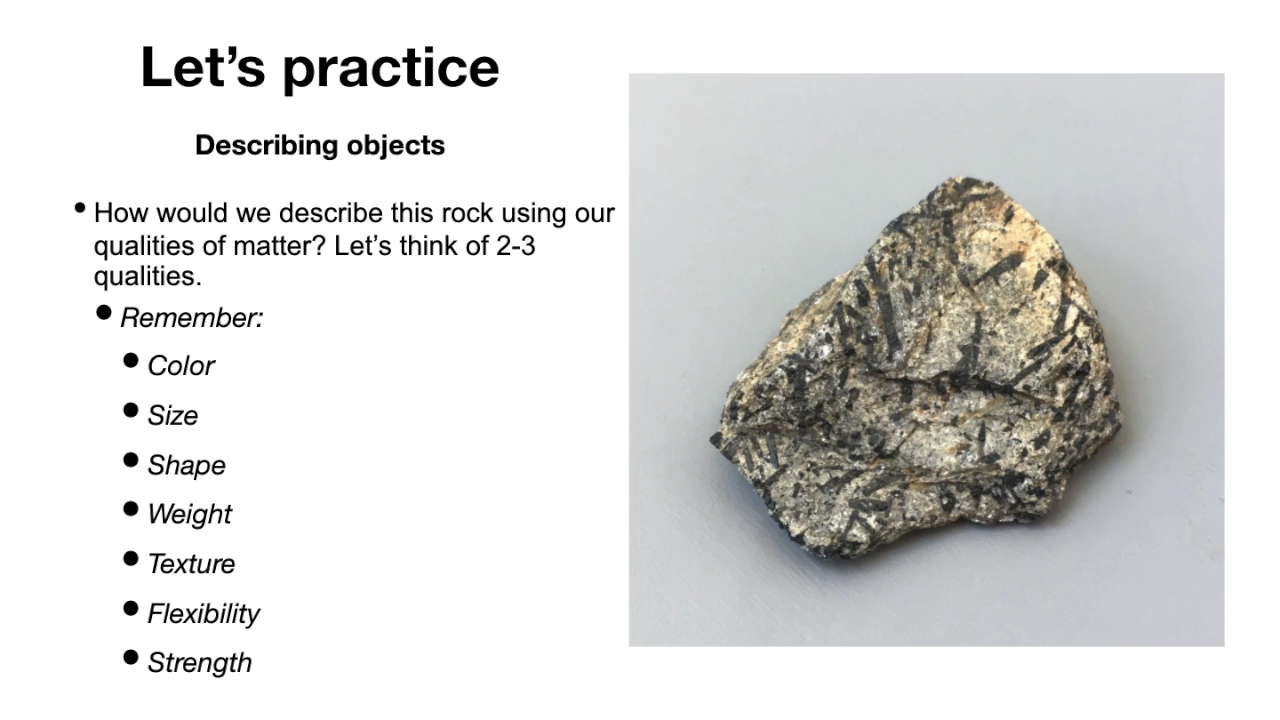 Let’s practice
Describing objects
• How would we describe this rock using our
qualities of matter? Let’s think of 2-3
qualities.
• Remember:
• Color
• Size
• Shape
• Weight
• Texture
• Flexibility
• Strength